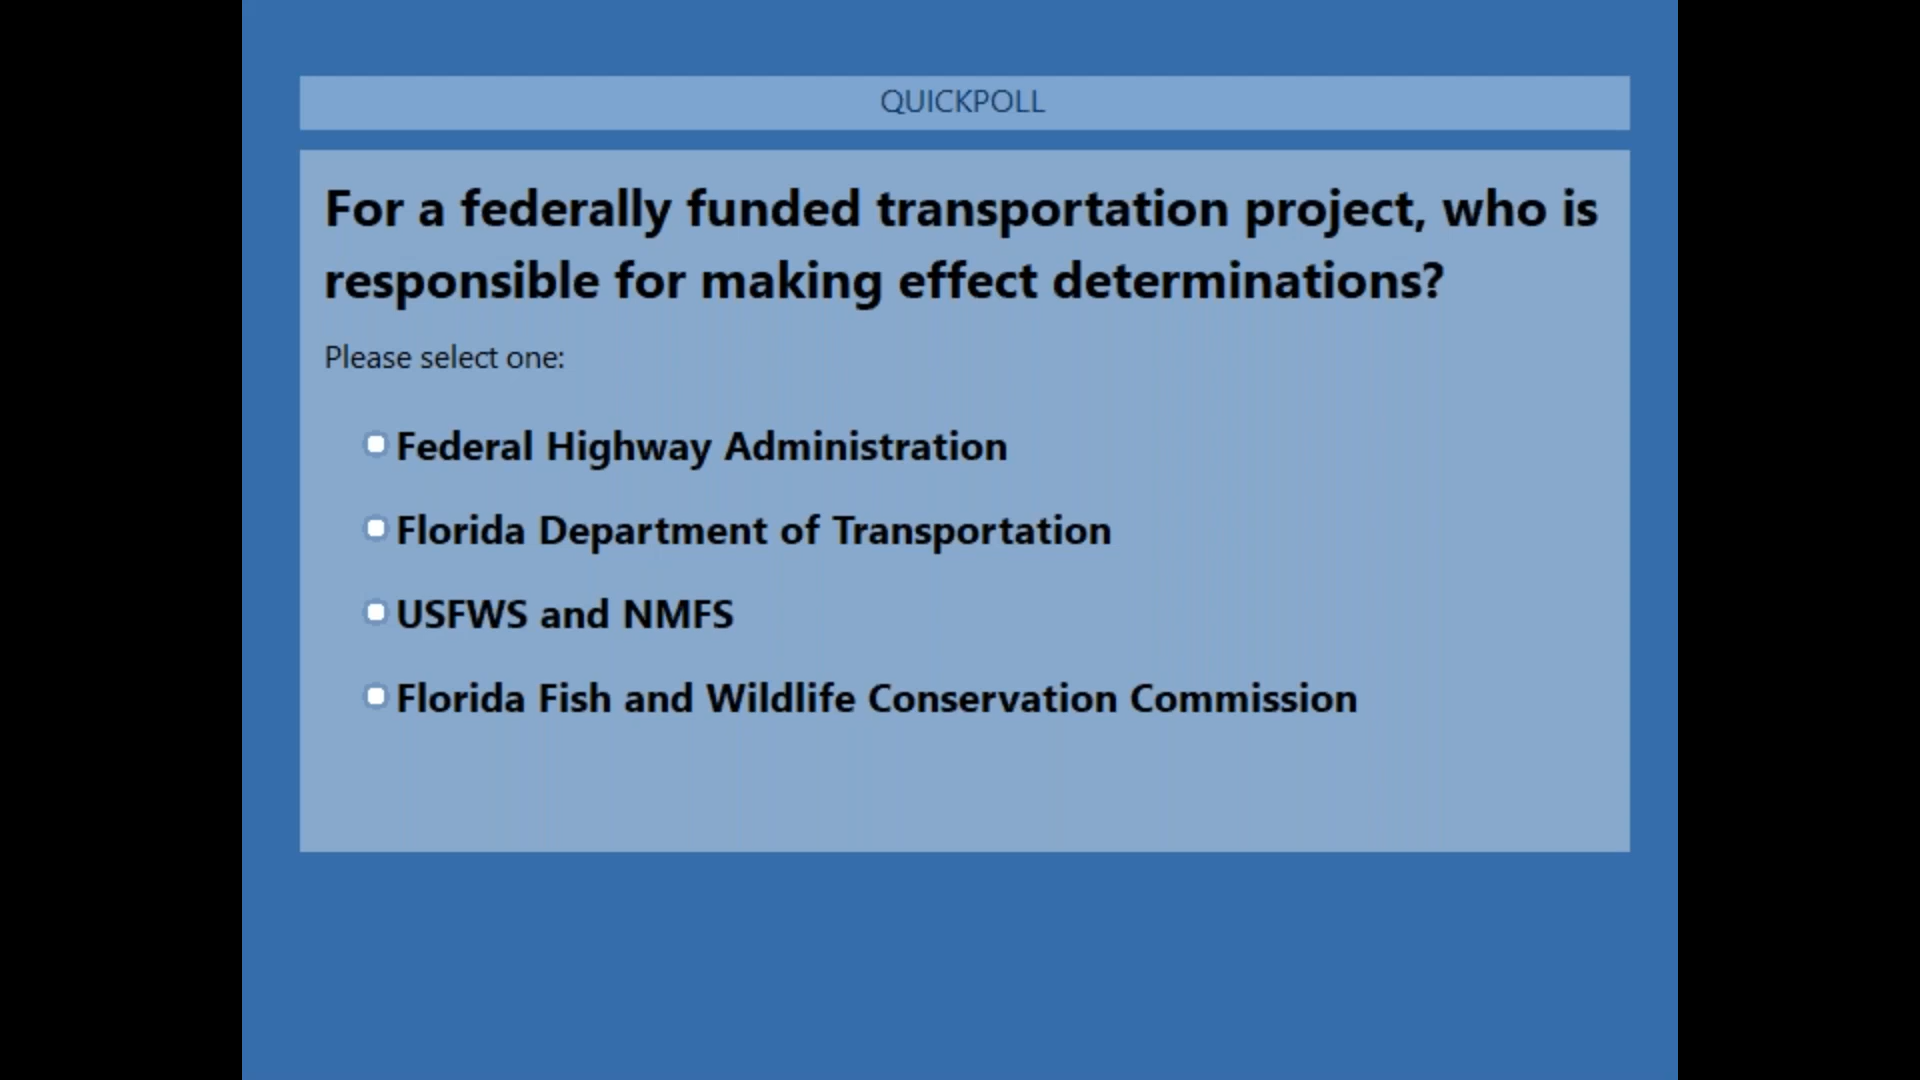 QUICKPOLL
For a federally funded transportation project, who is
responsible for making effect determinations?
Please select one:
Federal Highway Administration
Florida Department of Transportation
USFWS and NMFS
Florida Fish and Wildlife Conservation Commission